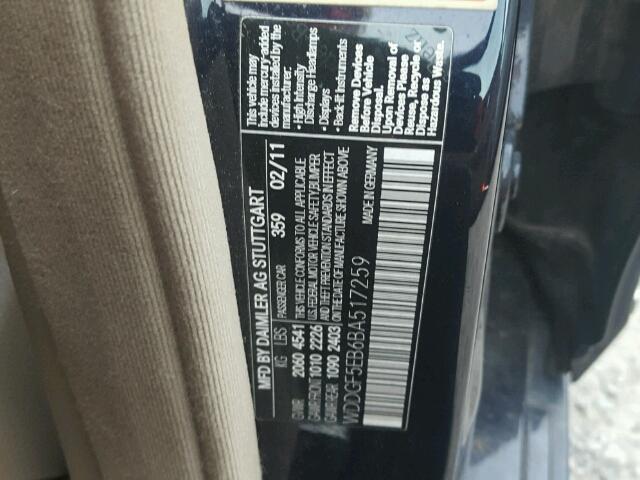 MFD BY DAIMLER AG STUTTGART
KG LBS PASSENGER CAR 359 02/11
GVWR 2060 4541 THIS VEHICLE CONFORMS TO ALL APPLICABLE
GAWR FRONT 1010 2226 U.S. FEDERAL MOTOR VEHICLE SAFETY, BUMPER
GAWR REAR 1090 2403 AND THEFT PREVENTION STANDARDS IN EFFECT
ON THE DATE OF MANUFACTURE SHOWN ABOVE
WDDGF5EB6BA517259 MADE IN GERMANY
This vehicle may
include mercury-added
devices installed by the
manufacturer:
• High Intensity
Discharge Headlamps
• Displays
• Back-lit Instruments
Remove Devices
Before Vehicle
Disposal.
Upon Removal of
Devices Please
Reuse, Recycle or
Dispose as
Hazardous Waste.